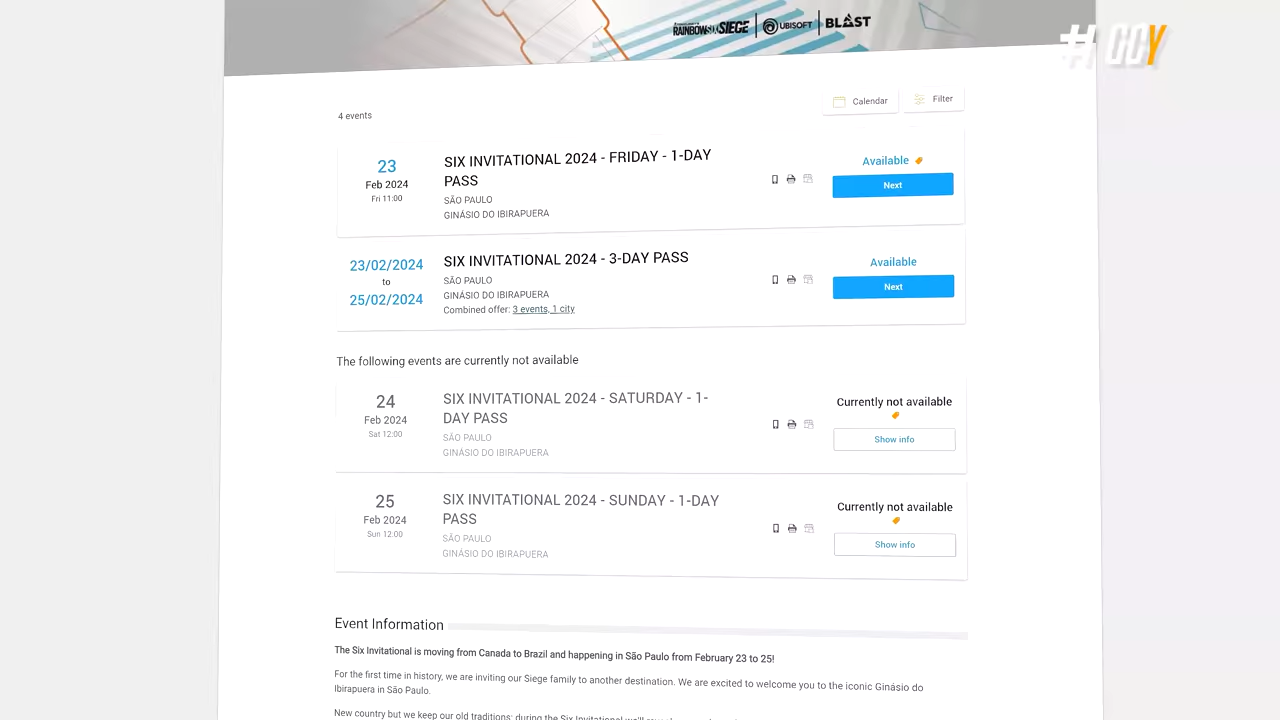 RAINBOW SIX SIEGE UBISOFT BLAST
#GOY
4 events
Calendar
Filter
23
Feb 2024
Fri 11:00
SIX INVITATIONAL 2024 - FRIDAY - 1-DAY
PASS
SÃO PAULO
GINÁSIO DO IBIRAPUERA
Available
Next
23/02/2024
to
25/02/2024
SIX INVITATIONAL 2024 - 3-DAY PASS
SÃO PAULO
GINÁSIO DO IBIRAPUERA
Combined offer: 3 events, 1 city
Available
Next
The following events are currently not available
24
Feb 2024
Sat 12:00
SIX INVITATIONAL 2024 - SATURDAY - 1-
DAY PASS
SÃO PAULO
GINÁSIO DO IBIRAPUERA
Currently not available
Show info
25
Feb 2024
Sun 12:00
SIX INVITATIONAL 2024 - SUNDAY - 1-DAY
PASS
SÃO PAULO
GINÁSIO DO IBIRAPUERA
Currently not available
Show info
Event Information
The Six Invitational is moving from Canada to Brazil and happening in São Paulo from February 23 to 25!
For the first time in history, we are inviting our Siege family to another destination. We are excited to welcome you to the iconic Ginásio do
Ibirapuera in São Paulo.
New country but we keep our old traditions: during the Six Invitational we'll